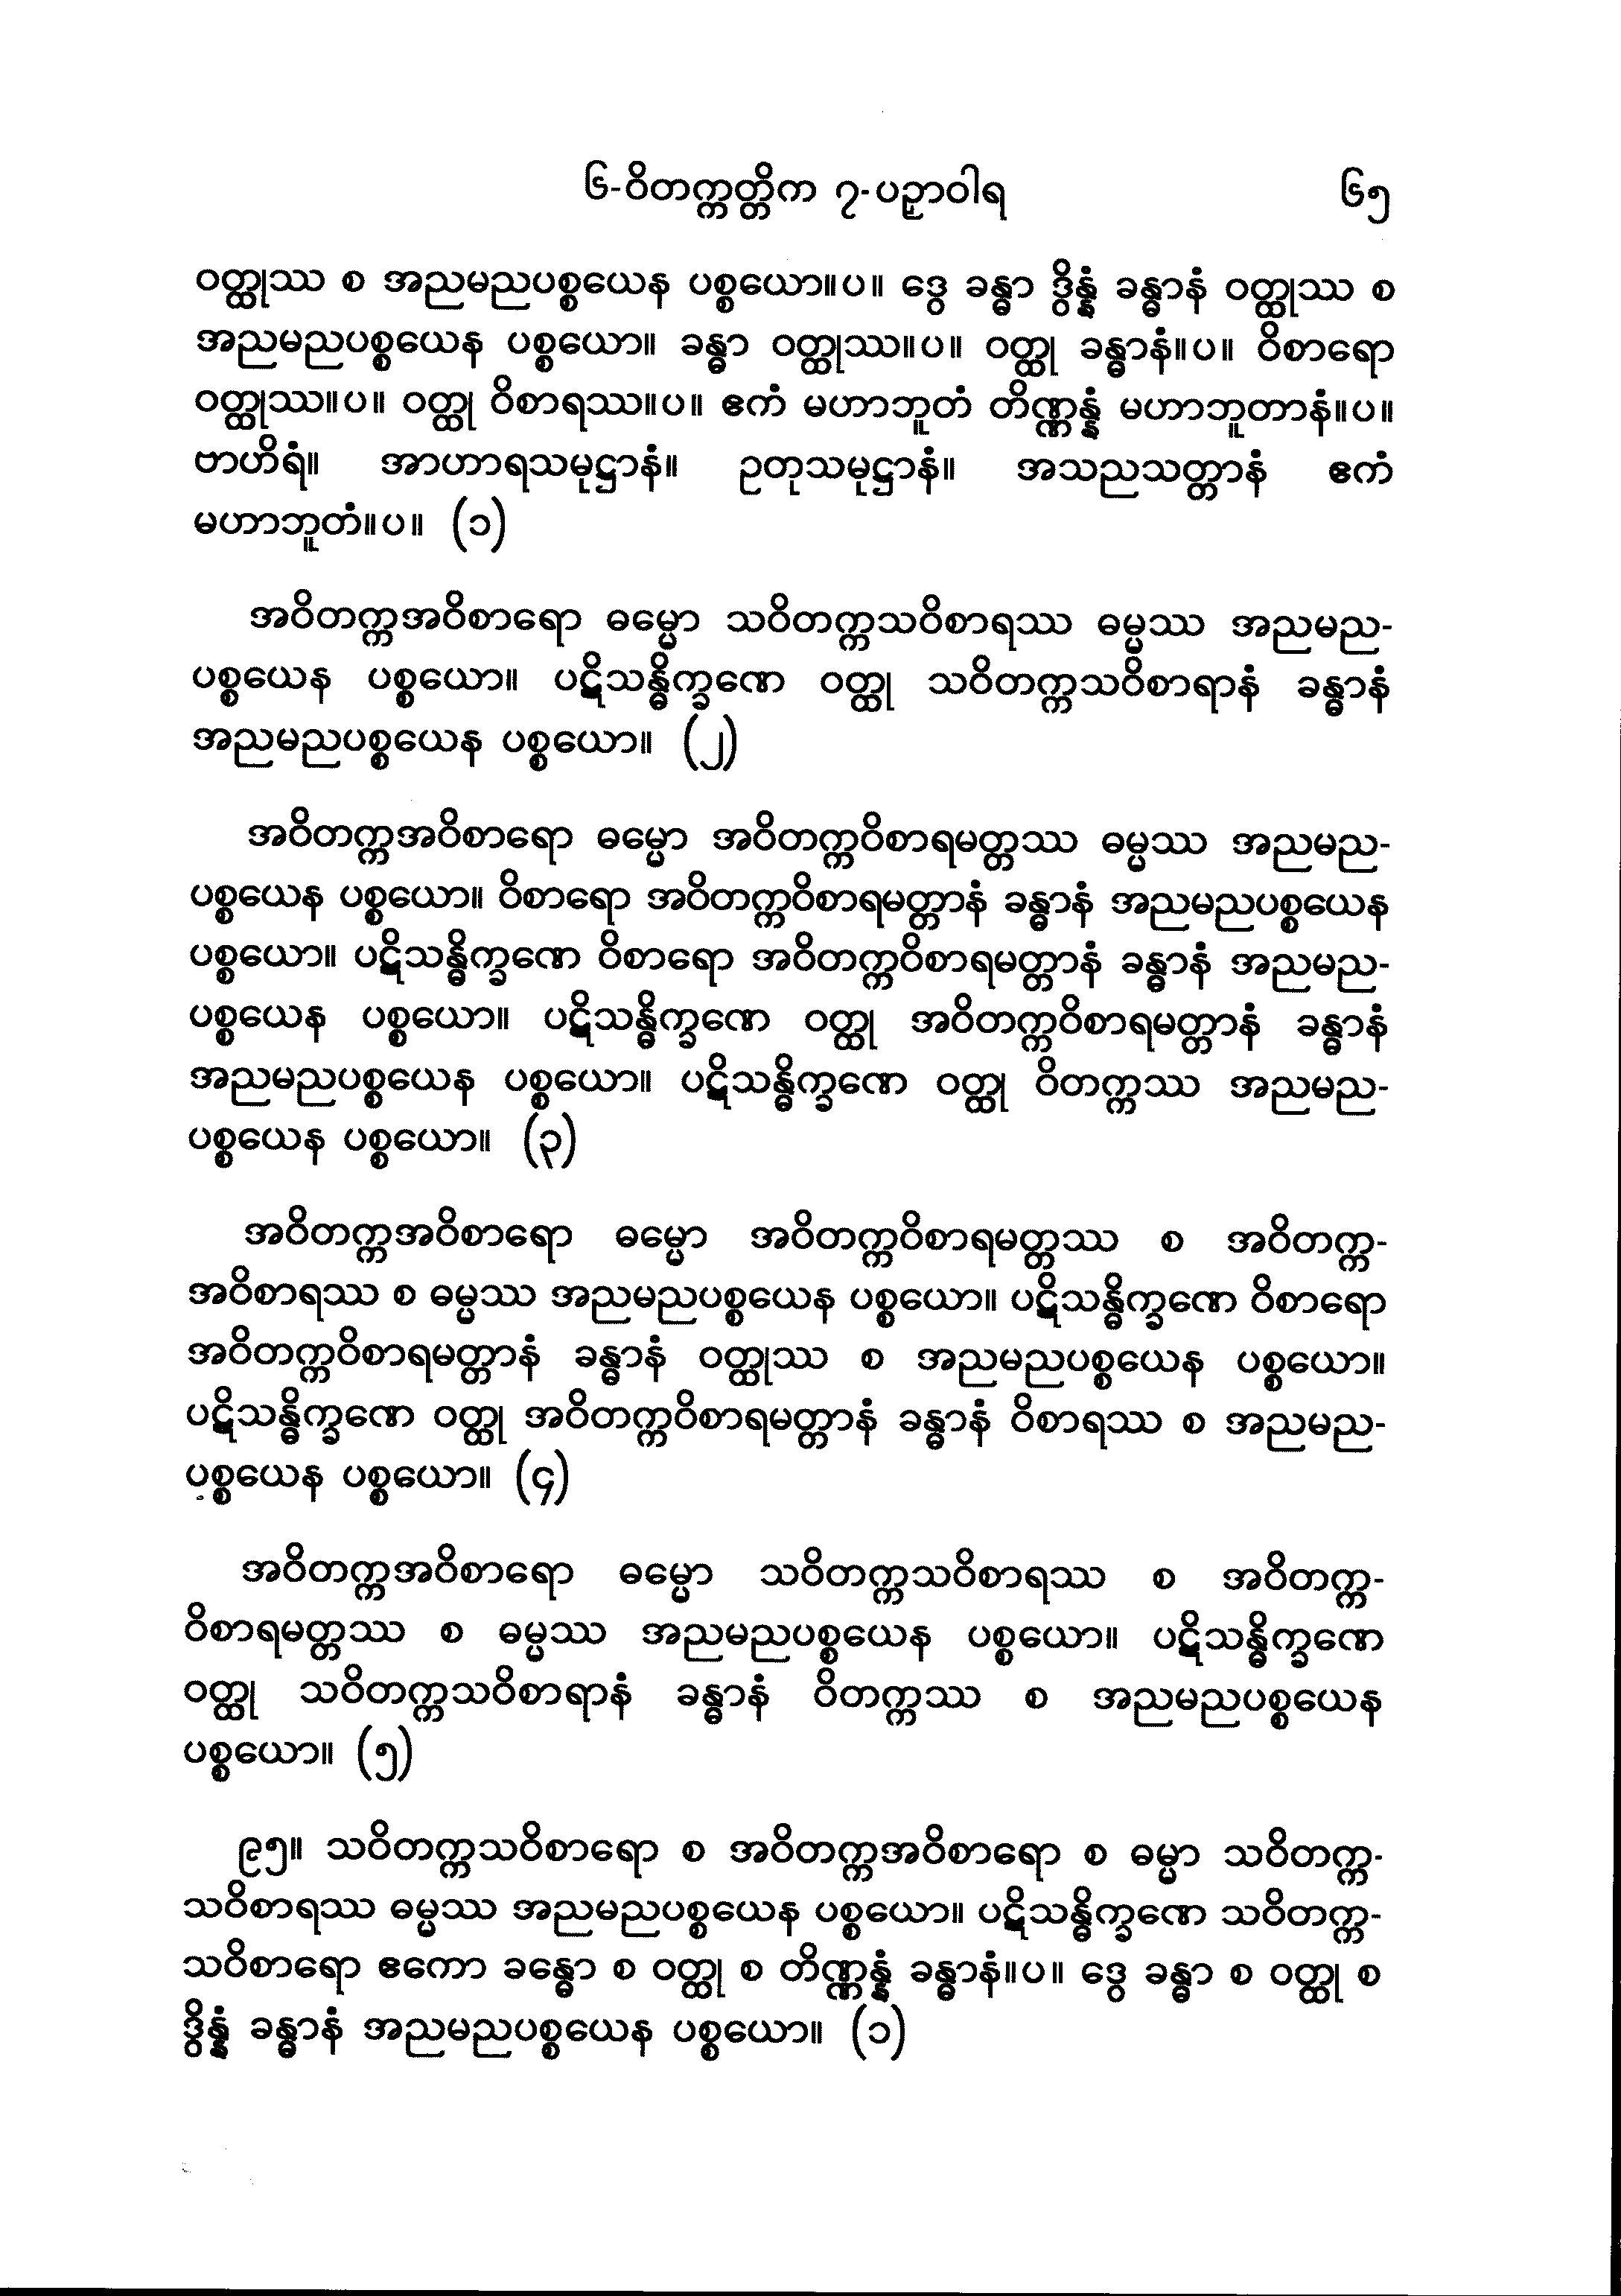 ၆-ဝိတက္ကတ္တိက ၇-ပဉှာဝါရ ၆၅
ဝတ္ထုဿ စ အညမညပစ္စယေန ပစ္စယော။ပ။ ဒွေ ခန္ဓာ ဒွိန္နံ ခန္ဓာနံ ဝတ္ထုဿ စ
အညမညပစ္စယေန ပစ္စယော။ ခန္ဓာ ဝတ္ထုဿ။ပ။ ဝတ္ထု ခန္ဓာနံ။ပ။ ဝိစာရော
ဝတ္ထုဿ။ပ။ ဝတ္ထု ဝိစာရဿ။ပ။ ဧကံ မဟာဘူတံ တိဏ္ဏန္နံ မဟာဘူတာနံ။ပ။
ဗာဟိရံ။ အာဟာရသမုဋ္ဌာနံ။ ဥတုသမုဋ္ဌာနံ။ အသညသတ္တာနံ ဧကံ
မဟာဘူတံ။ပ။ (၁)
အဝိတက္ကအဝိစာရော ဓမ္မော သဝိတက္ကသဝိစာရဿ ဓမ္မဿ အညမည-
ပစ္စယေန ပစ္စယော။ ပဋိသန္ဓိက္ခဏေ ဝတ္ထု သဝိတက္ကသဝိစာရာနံ ခန္ဓာနံ
အညမညပစ္စယေန ပစ္စယော။ (၂)
အဝိတက္ကအဝိစာရော ဓမ္မော အဝိတက္ကဝိစာရမတ္တဿ ဓမ္မဿ အညမည-
ပစ္စယေန ပစ္စယော။ ဝိစာရော အဝိတက္ကဝိစာရမတ္တာနံ ခန္ဓာနံ အညမညပစ္စယေန
ပစ္စယော။ ပဋိသန္ဓိက္ခဏေ ဝိစာရော အဝိတက္ကဝိစာရမတ္တာနံ ခန္ဓာနံ အညမည-
ပစ္စယေန ပစ္စယော။ ပဋိသန္ဓိက္ခဏေ ဝတ္ထု အဝိတက္ကဝိစာရမတ္တာနံ ခန္ဓာနံ
အညမညပစ္စယေန ပစ္စယော။ ပဋိသန္ဓိက္ခဏေ ဝတ္ထု ဝိတက္ကဿ အညမည-
ပစ္စယေန ပစ္စယော။ (၃)
အဝိတက္ကအဝိစာရော ဓမ္မော အဝိတက္ကဝိစာရမတ္တဿ စ အဝိတက္က-
အဝိစာရဿ စ ဓမ္မဿ အညမညပစ္စယေန ပစ္စယော။ ပဋိသန္ဓိက္ခဏေ ဝိစာရော
အဝိတက္ကဝိစာရမတ္တာနံ ခန္ဓာနံ ဝတ္ထုဿ စ အညမညပစ္စယေန ပစ္စယော။
ပဋိသန္ဓိက္ခဏေ ဝတ္ထု အဝိတက္ကဝိစာရမတ္တာနံ ခန္ဓာနံ ဝိစာရဿ စ အညမည-
ပစ္စယေန ပစ္စယော။ (၄)
အဝိတက္ကအဝိစာရော ဓမ္မော သဝိတက္ကသဝိစာရဿ စ အဝိတက္က-
ဝိစာရမတ္တဿ စ ဓမ္မဿ အညမညပစ္စယေန ပစ္စယော။ ပဋိသန္ဓိက္ခဏေ
ဝတ္ထု သဝိတက္ကသဝိစာရာနံ ခန္ဓာနံ ဝိတက္ကဿ စ အညမညပစ္စယေန
ပစ္စယော။ (၅)
၉၅။ သဝိတက္ကသဝိစာရော စ အဝိတက္ကအဝိစာရော စ ဓမ္မာ သဝိတက္က-
သဝိစာရဿ ဓမ္မဿ အညမညပစ္စယေန ပစ္စယော။ ပဋိသန္ဓိက္ခဏေ သဝိတက္က-
သဝိစာရော ဧကော ခန္ဓော စ ဝတ္ထု စ တိဏ္ဏန္နံ ခန္ဓာနံ။ပ။ ဒွေ ခန္ဓာ စ ဝတ္ထု စ
ဒွိန္နံ ခန္ဓာနံ အညမညပစ္စယေန ပစ္စယော။ (၁)